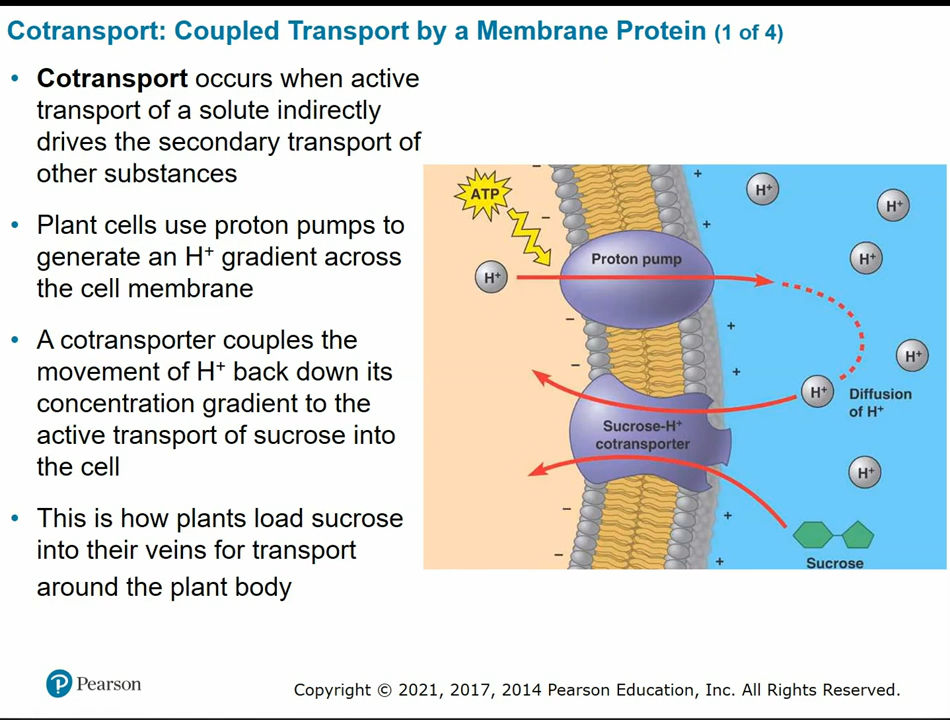 Cotransport: Coupled Transport by a Membrane Protein (1 of 4)
• Cotransport occurs when active
transport of a solute indirectly
drives the secondary transport of
other substances
• Plant cells use proton pumps to
generate an H⁺ gradient across
the cell membrane
• A cotransporter couples the
movement of H⁺ back down its
concentration gradient to the
active transport of sucrose into
the cell
• This is how plants load sucrose
into their veins for transport
around the plant body
ATP
H⁺
Proton pump
+
+
+
+
+
+
−
−
−
−
−
−
H⁺
H⁺
H⁺
H⁺
H⁺
Diffusion
of H⁺
Sucrose-H⁺
cotransporter
H⁺
Sucrose
P Pearson
Copyright © 2021, 2017, 2014 Pearson Education, Inc. All Rights Reserved.